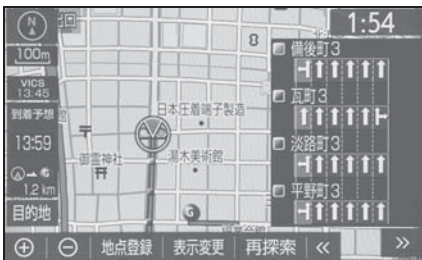 N
1:54
8
100m
VICS
13:45
到着予想
13:59
1.2 km
目的地
備後町3
瓦町3
淡路町3
平野町3
日本圧着端子製造
御霊神社
湯木美術館
G
地点登録
表示変更
再探索